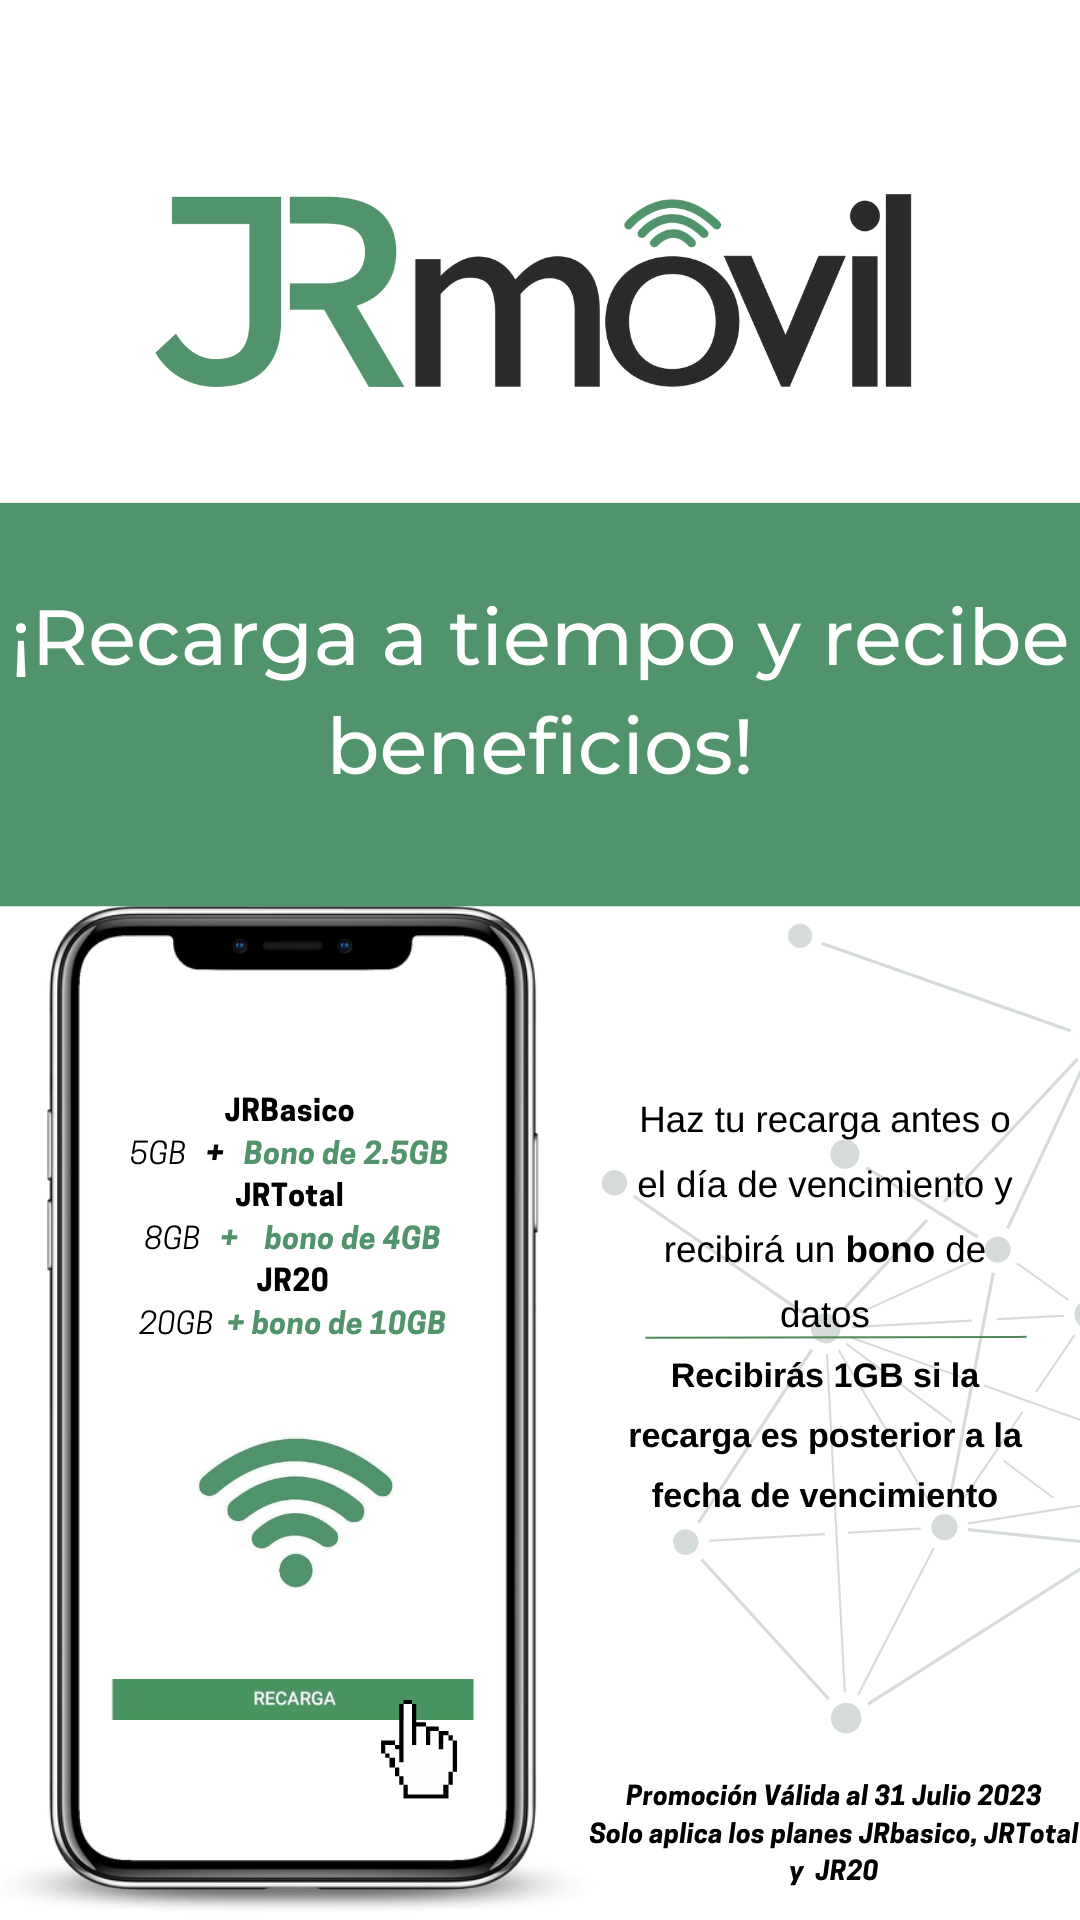 JRmovil
¡Recarga a tiempo y recibe
beneficios!
JRBasico
5GB + Bono de 2.5GB
JRTotal
8GB + bono de 4GB
JR20
20GB + bono de 10GB
RECARGA
Haz tu recarga antes o
el día de vencimiento y
recibirá un bono de
datos
Recibirás 1GB si la
recarga es posterior a la
fecha de vencimiento
Promoción Válida al 31 Julio 2023
Solo aplica los planes JRbasico, JRTotal
y JR20